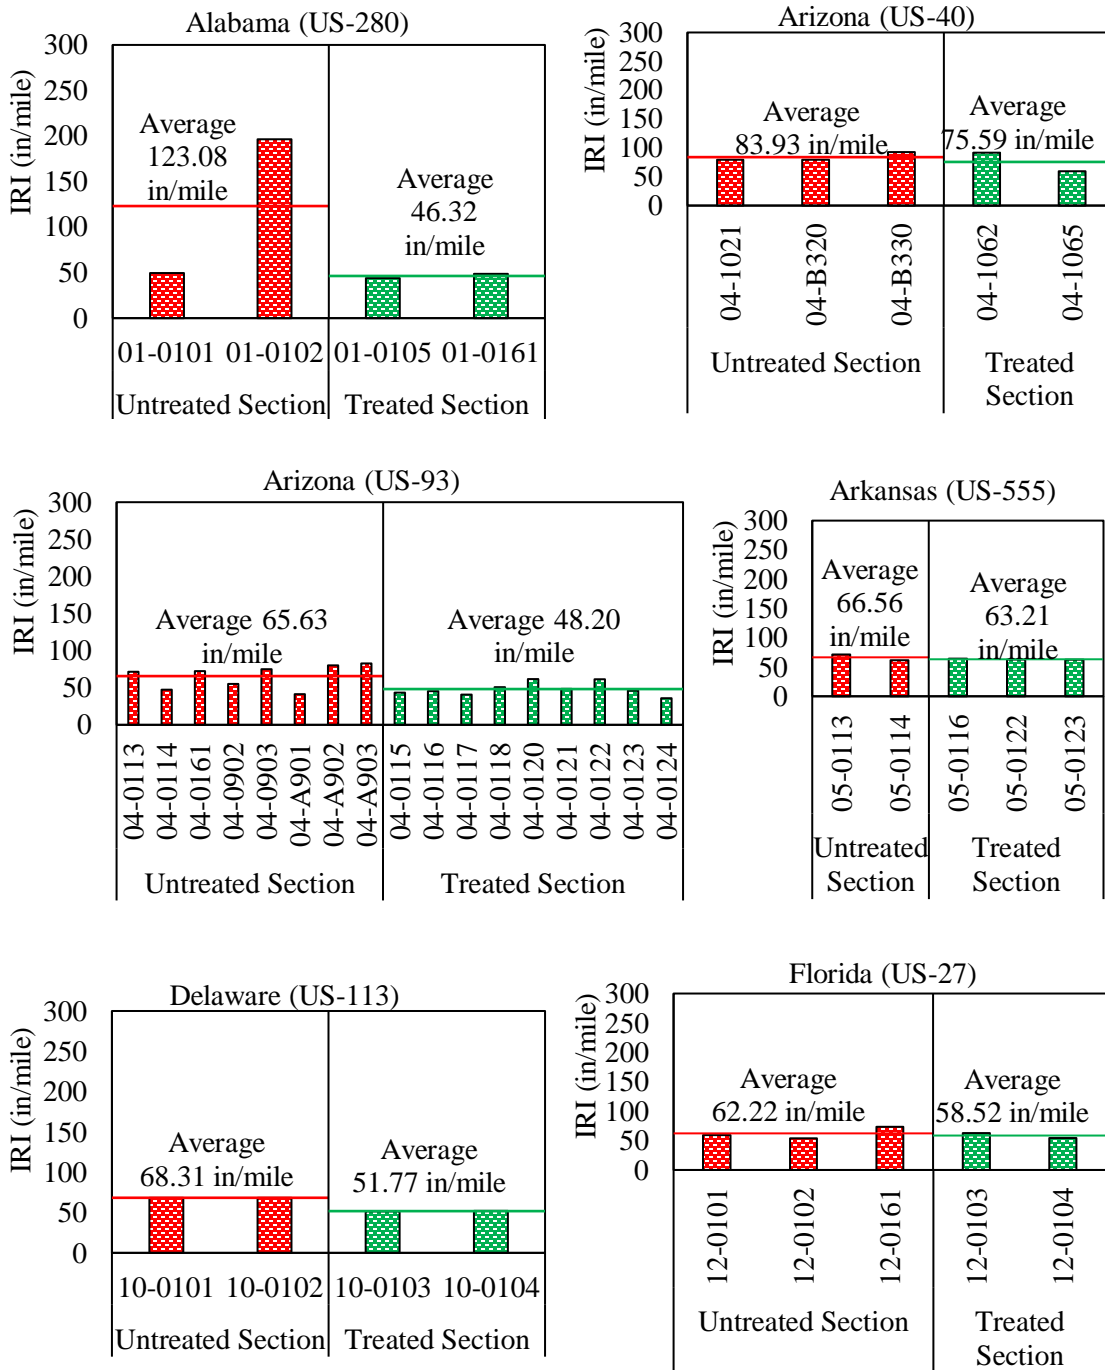 Alabama (US-280)
IRI (in/mile)
300
250
200
150
100
50
0
Average
123.08
in/mile
Average
46.32
in/mile
01-0101 01-0102 01-0105 01-0161
Untreated Section Treated Section
Arizona (US-40)
IRI (in/mile)
300
250
200
150
100
50
0
Average
83.93 in/mile
Average
75.59 in/mile
04-1021
04-B320
04-B330
04-1062
04-1065
Untreated Section
Treated
Section
Arizona (US-93)
IRI (in/mile)
300
250
200
150
100
50
0
Average 65.63
in/mile
Average 48.20
in/mile
04-0113
04-0114
04-0161
04-0902
04-0903
04-A901
04-A902
04-A903
04-0115
04-0116
04-0117
04-0118
04-0120
04-0121
04-0122
04-0123
04-0124
Untreated Section
Treated Section
Arkansas (US-555)
IRI (in/mile)
300
250
200
150
100
50
0
Average
66.56
in/mile
Average
63.21
in/mile
05-0113
05-0114
05-0116
05-0122
05-0123
Untreated
Section
Treated
Section
Delaware (US-113)
IRI (in/mile)
300
250
200
150
100
50
0
Average
68.31 in/mile
Average
51.77 in/mile
10-0101 10-0102 10-0103 10-0104
Untreated Section Treated Section
Florida (US-27)
IRI (in/mile)
300
250
200
150
100
50
0
Average
62.22 in/mile
Average
58.52 in/mile
12-0101
12-0102
12-0161
12-0103
12-0104
Untreated Section
Treated
Section